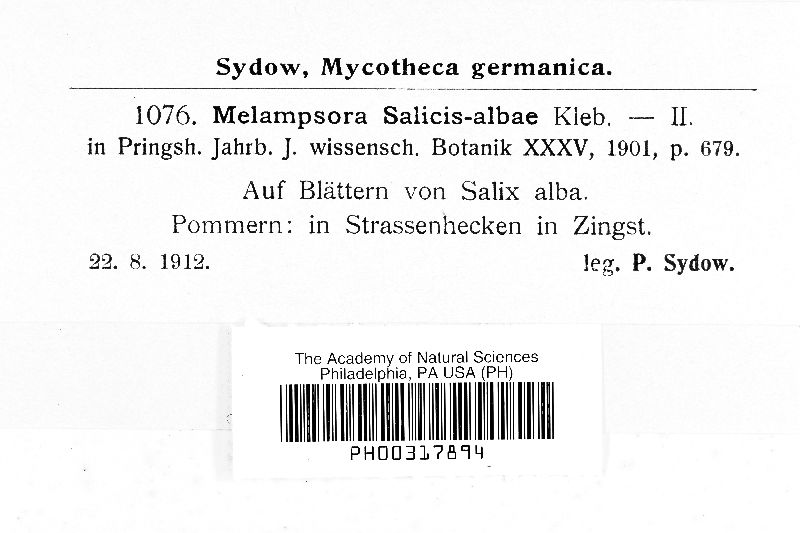 Sydow, Mycotheca germanica.
1076. Melampsora Salicis-albae Kleb. — II.
in Pringsh. Jahrb. J. wissensch. Botanik XXXV, 1901, p. 679.
Auf Blättern von Salix alba.
Pommern: in Strassenhecken in Zingst.
22. 8. 1912. leg. P. Sydow.
The Academy of Natural Sciences
Philadelphia, PA USA (PH)
PH00317894